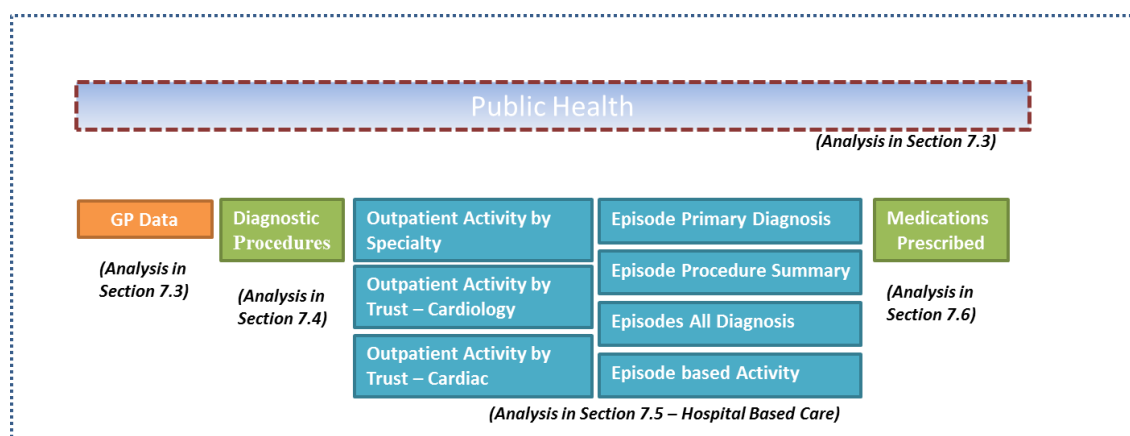 Public Health
(Analysis in Section 7.3)
GP Data
(Analysis in
Section 7.3)
Diagnostic
Procedures
(Analysis in
Section 7.4)
Outpatient Activity by
Specialty
Outpatient Activity by
Trust – Cardiology
Outpatient Activity by
Trust – Cardiac
Episode Primary Diagnosis
Episode Procedure Summary
Episodes All Diagnosis
Episode based Activity
(Analysis in Section 7.5 – Hospital Based Care)
Medications
Prescribed
(Analysis in
Section 7.6)